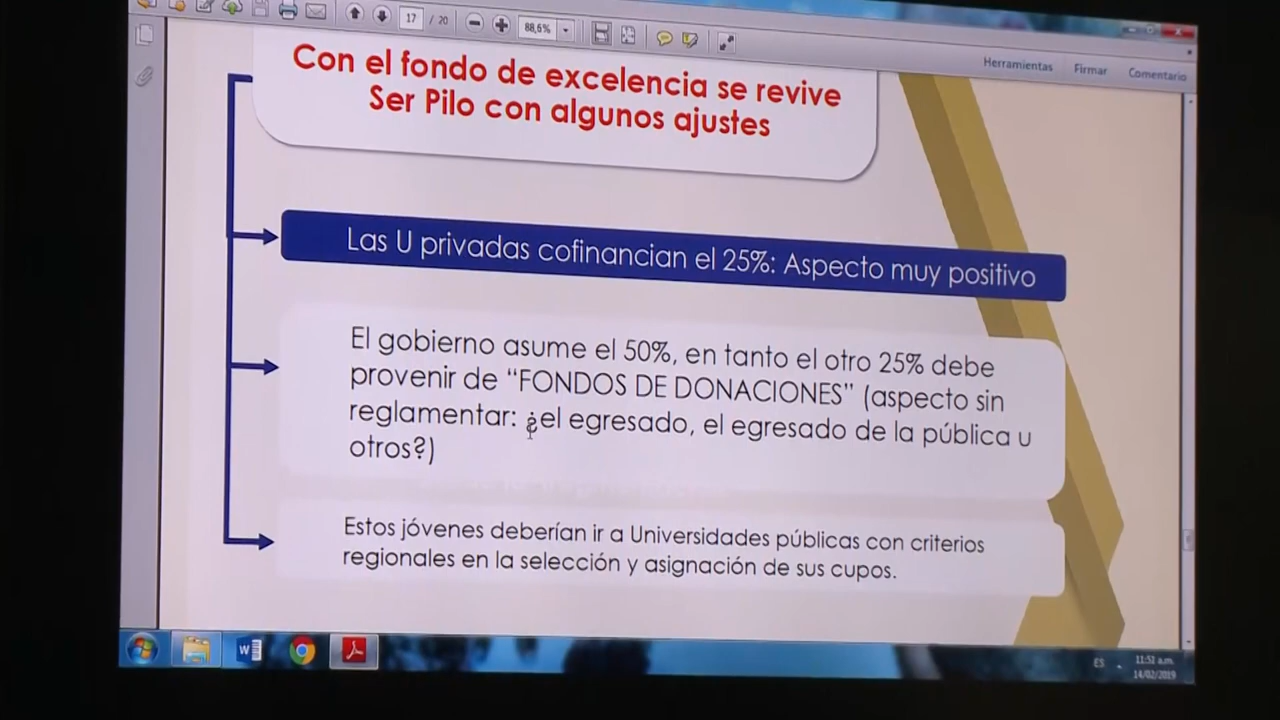 17 / 20
88,6%
Herramientas
Firmar
Comentario
Con el fondo de excelencia se revive
Ser Pilo con algunos ajustes
Las U privadas cofinancian el 25%: Aspecto muy positivo
El gobierno asume el 50%, en tanto el otro 25% debe
provenir de “FONDOS DE DONACIONES” (aspecto sin
reglamentar: ¿el egresado, el egresado de la pública u
otros?)
Estos jóvenes deberían ir a Universidades públicas con criterios
regionales en la selección y asignación de sus cupos.
W
ES
11:52 a.m.
14/02/2019